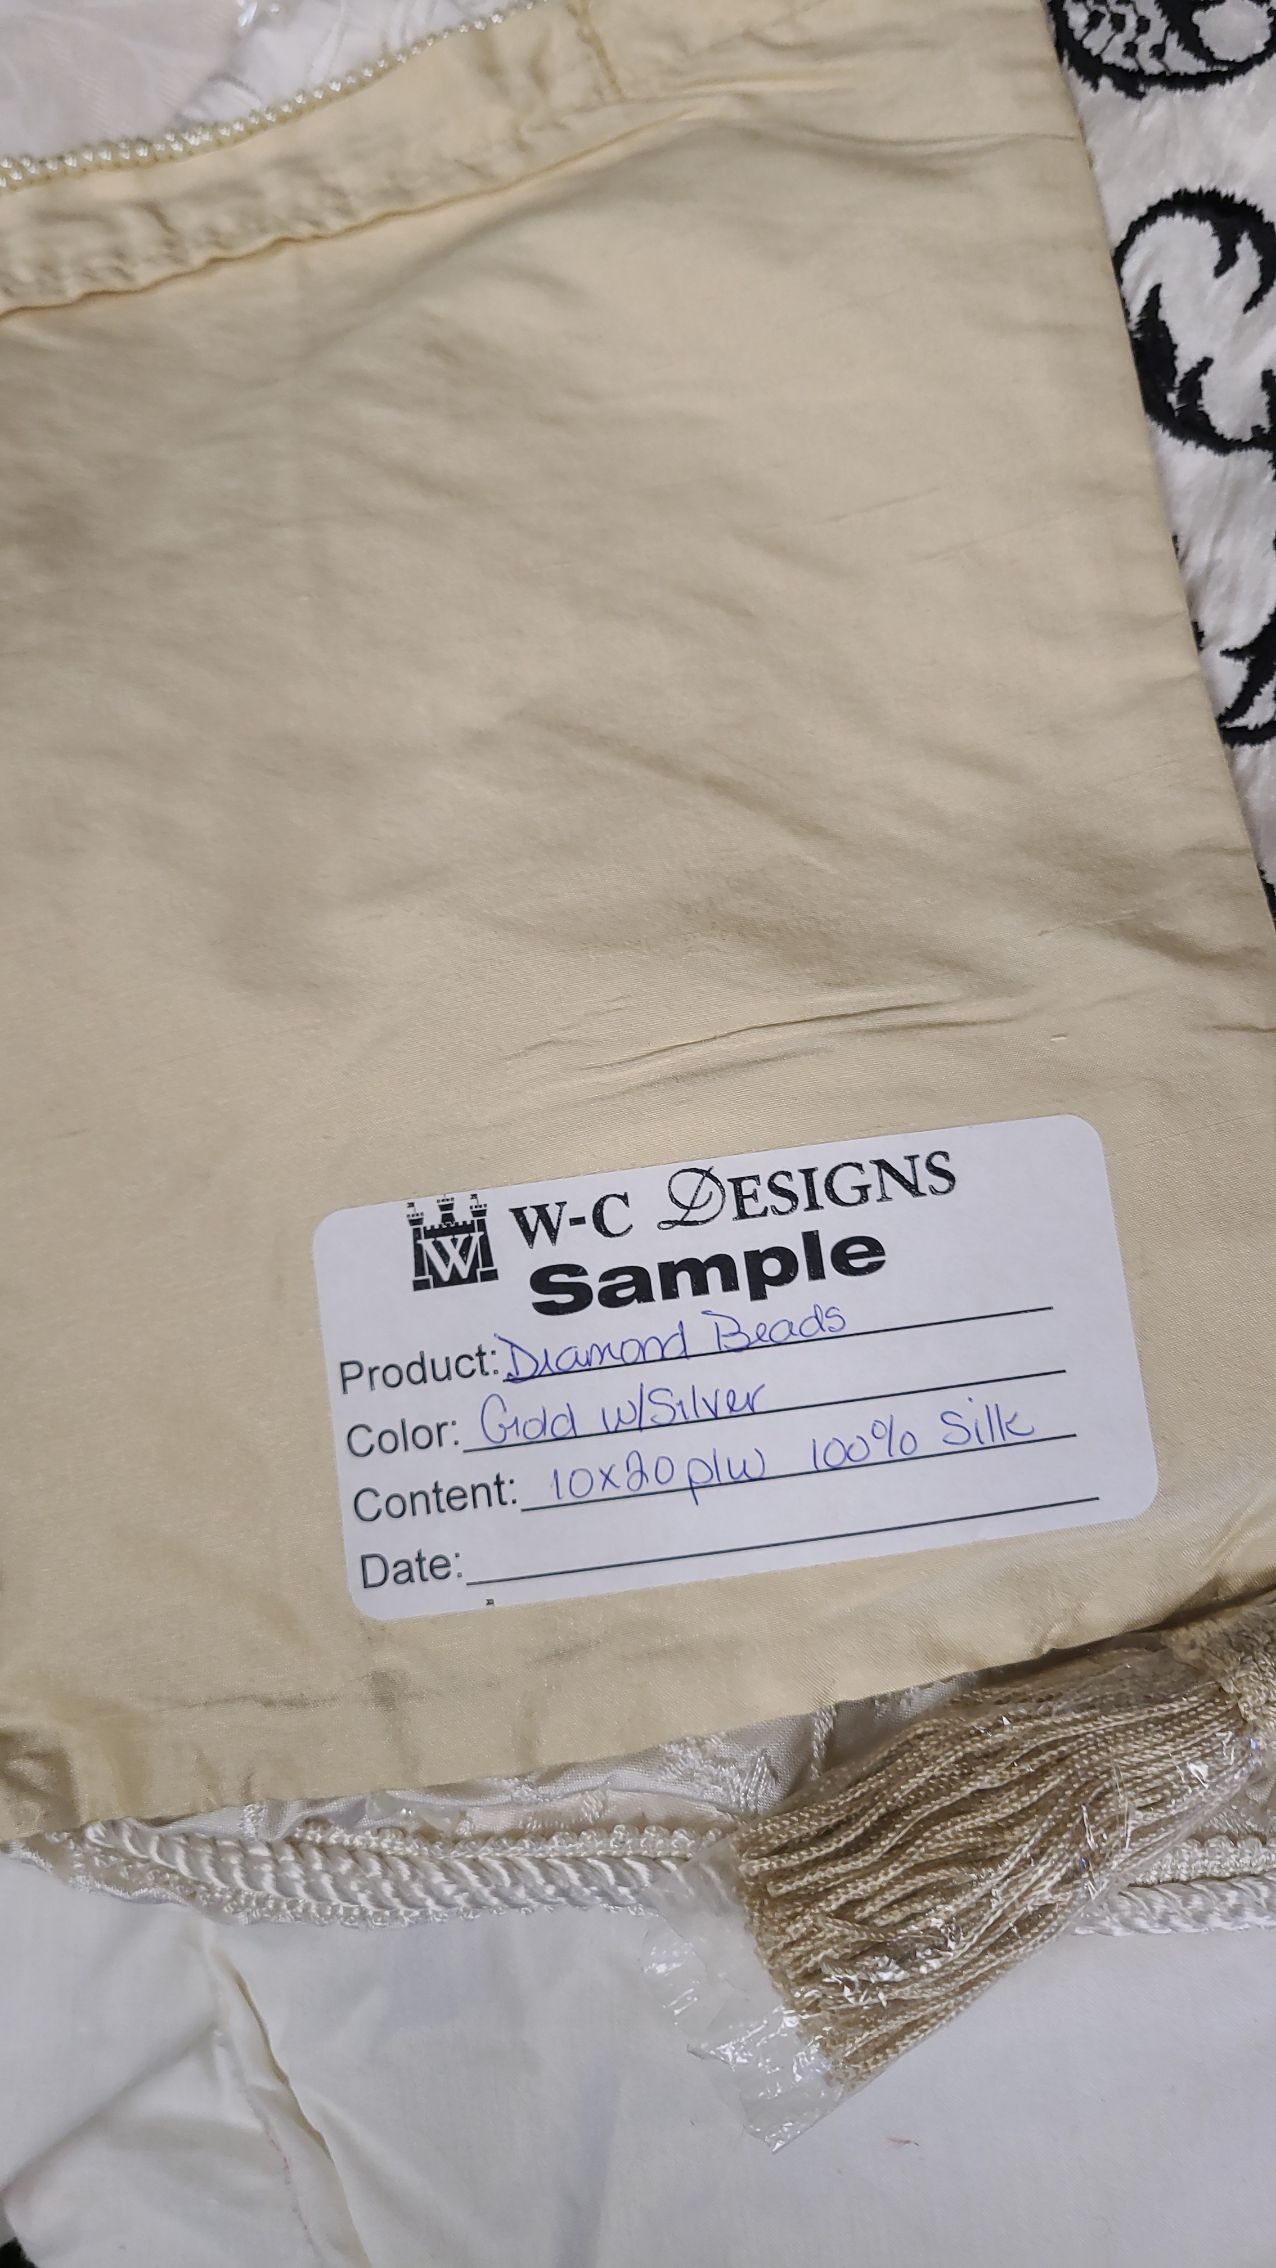 W
W-C DESIGNS
Sample
Product: Diamond Beads
Color: Gold w/Silver
Content: 10x20 plw 100% Silk
Date: